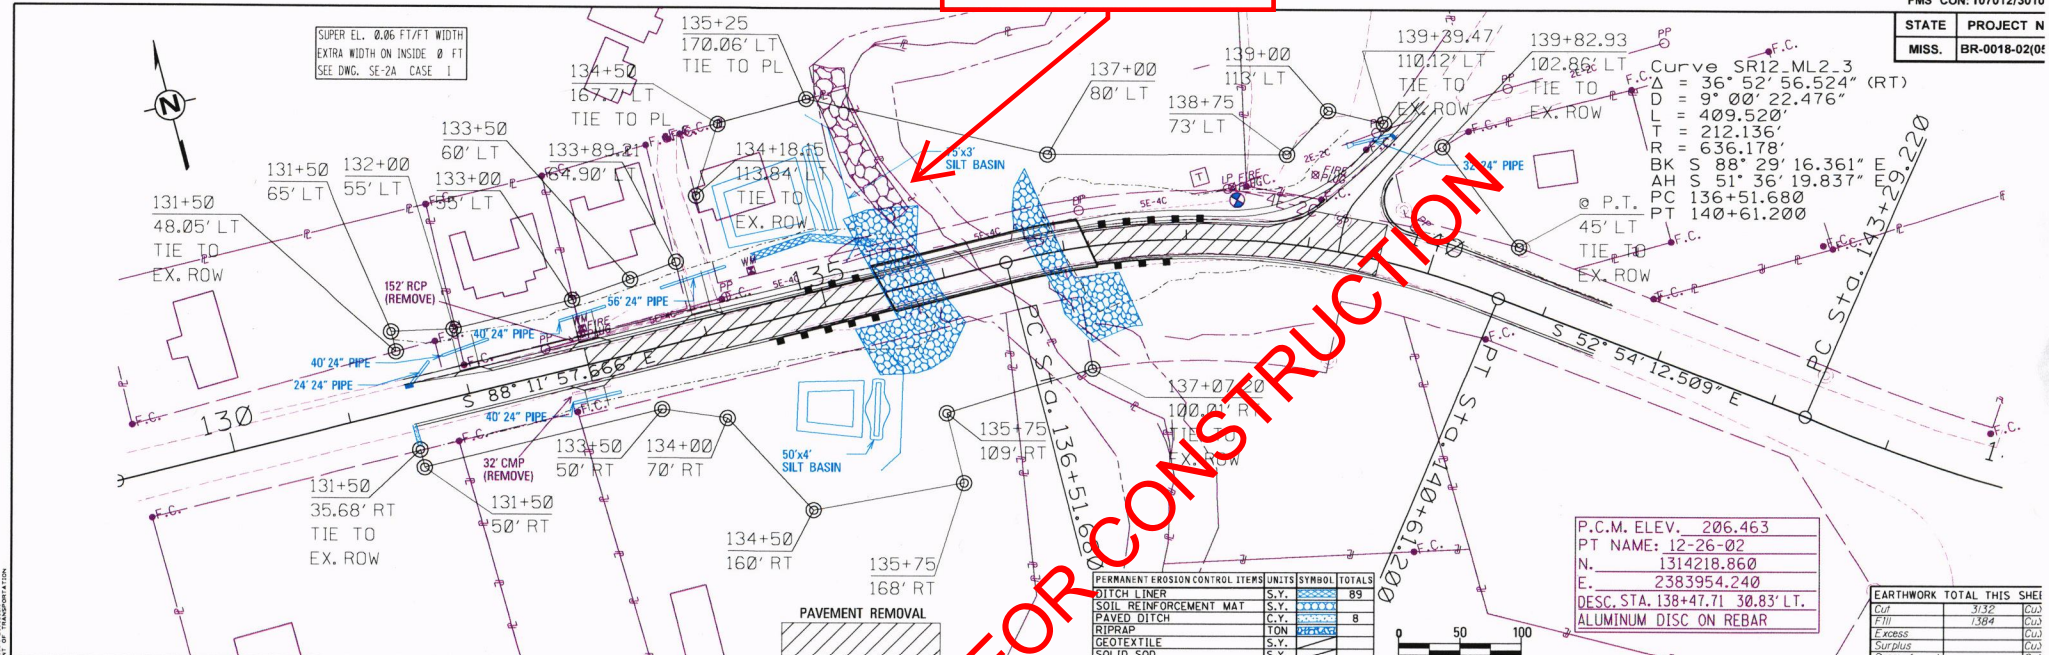 SUPER EL. 0.06 FT/FT WIDTH
EXTRA WIDTH ON INSIDE 0 FT
SEE DWG. SE-2A CASE I
N
STATE
PROJECT N
MISS.
BR-0018-02(05
Curve SR12_ML2_3
Δ = 36° 52' 56.524" (RT)
D = 9° 00' 22.476"
L = 409.520'
T = 212.136'
R = 636.178'
BK S 88° 29' 16.361" E
AH S 51° 36' 19.837" E
PC 136+51.680
PT 140+61.200
135+25
170.06' LT
TIE TO PL
134+50
167.7' LT
TIE TO PL
133+50
60' LT
133+89.21
64.90' LT
134+18.15
113.84' LT
TIE TO
EX. ROW
131+50
65' LT
132+00
55' LT
133+00
55' LT
131+50
48.05' LT
TIE TO
EX. ROW
137+00
80' LT
138+75
73' LT
139+00
113' LT
139+39.47
110.12' LT
TIE TO
EX. ROW
139+82.93
102.86' LT
TIE TO
EX. ROW
@ P.T.
45' LT
TIE TO
EX. ROW
75'x3'
SILT BASIN
32' 24" PIPE
152' RCP
(REMOVE)
56' 24" PIPE
40' 24" PIPE
40' 24" PIPE
24' 24" PIPE
40' 24" PIPE
32' CMP
(REMOVE)
50'x4'
SILT BASIN
130
135
S 88° 11' 57.666" E
S 52° 54' 12.509" E
PC Sta. 136+51.680
PT Sta. 140+61.200
PC Sta. 143+29.220
131+50
35.68' RT
TIE TO
EX. ROW
131+50
50' RT
133+50
50' RT
134+00
70' RT
134+50
160' RT
135+75
168' RT
135+75
109' RT
137+07.20
100.01' RT
TIE TO
EX. ROW
FOR CONSTRUCTION
PAVEMENT REMOVAL
PERMANENT EROSION CONTROL ITEMS UNITS SYMBOL TOTALS
DITCH LINER S.Y. 89
SOIL REINFORCEMENT MAT S.Y.
PAVED DITCH C.Y. 8
RIPRAP TON
GEOTEXTILE S.Y.
SOLID SOD S.Y.
0 50 100
P.C.M. ELEV. 206.463
PT NAME: 12-26-02
N. 1314218.860
E. 2383954.240
DESC. STA. 138+47.71 30.83' LT.
ALUMINUM DISC ON REBAR
EARTHWORK TOTAL THIS SHEE
Cut 3132
Fill 1384
Excess
Surplus